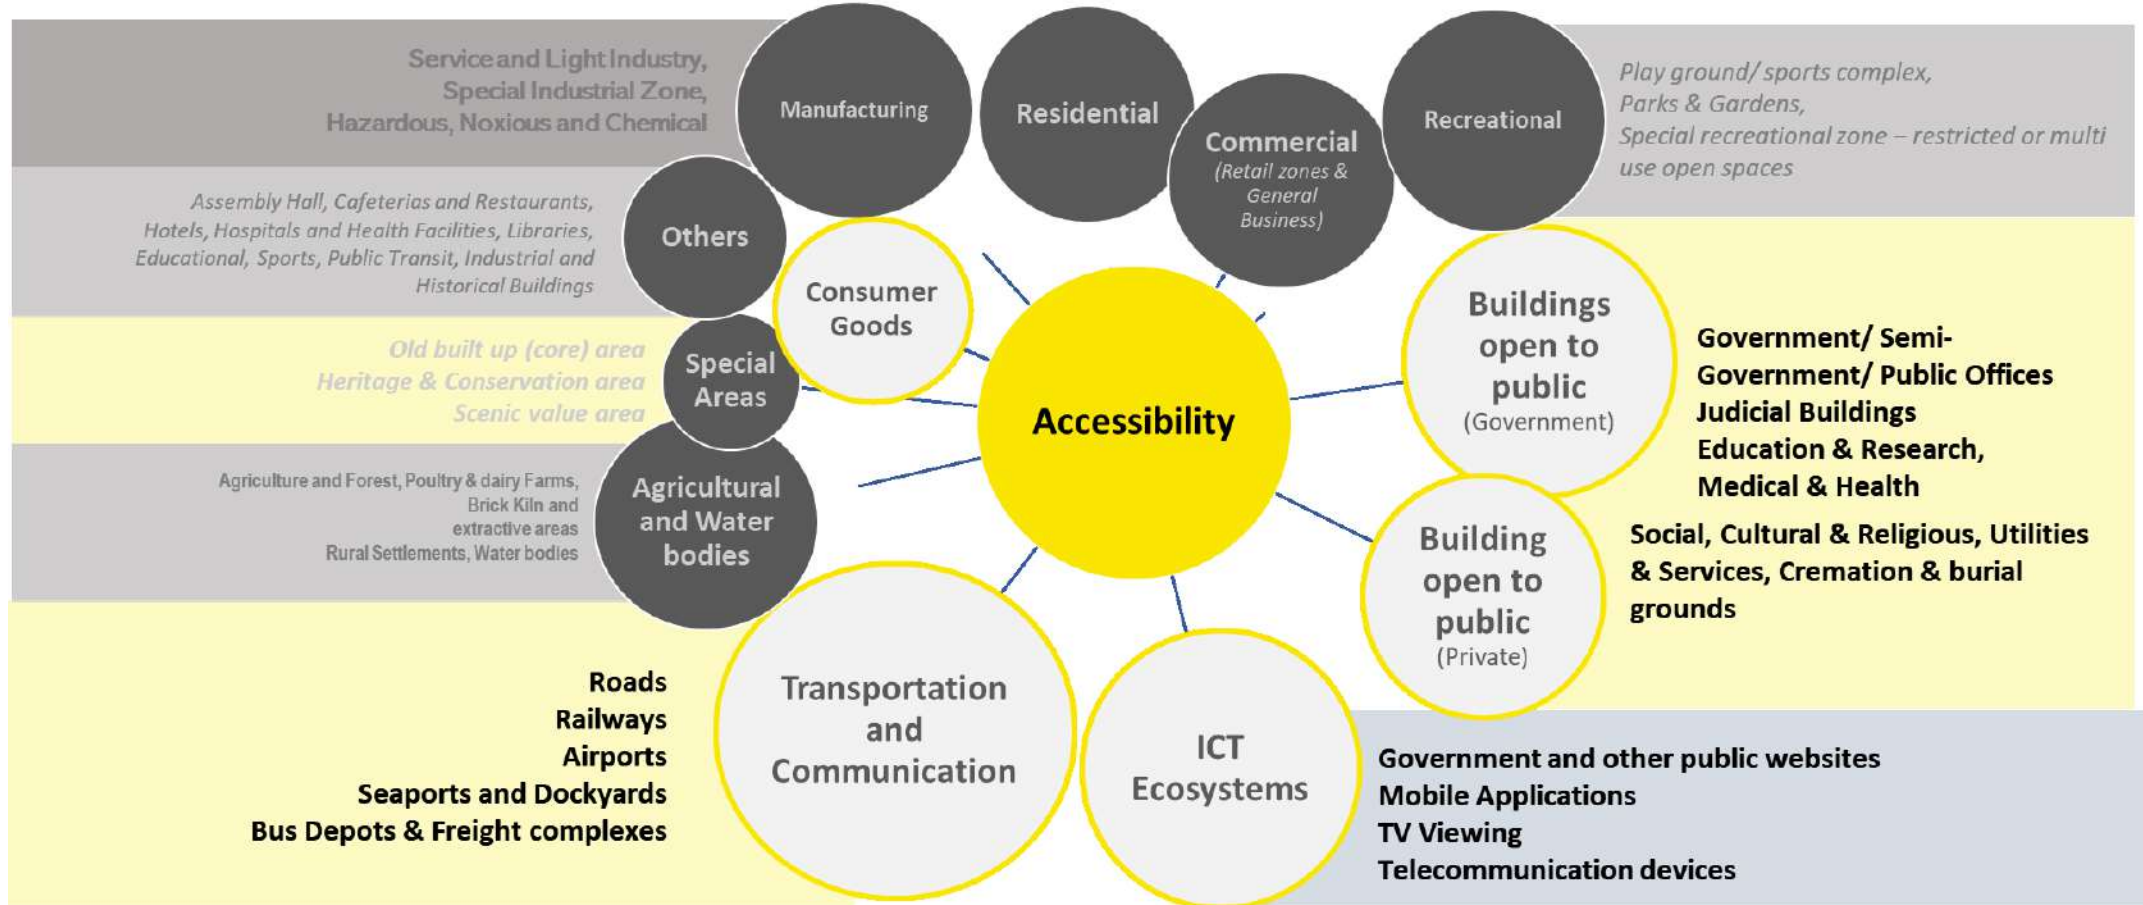 Service and Light Industry,
Special Industrial Zone,
Hazardous, Noxious and Chemical
Manufacturing
Residential
Commercial
(Retail zones &
General
Business)
Recreational
Play ground/ sports complex,
Parks & Gardens,
Special recreational zone – restricted or multi
use open spaces
Assembly Hall, Cafeterias and Restaurants,
Hotels, Hospitals and Health Facilities, Libraries,
Educational, Sports, Public Transit, Industrial and
Historical Buildings
Others
Consumer
Goods
Old built up (core) area
Heritage & Conservation area
Scenic value area
Special
Areas
Accessibility
Buildings
open to
public
(Government)
Government/ Semi-
Government/ Public Offices
Judicial Buildings
Education & Research,
Medical & Health
Agriculture and Forest, Poultry & dairy Farms,
Brick Kiln and
extractive areas
Rural Settlements, Water bodies
Agricultural
and Water
bodies
Building
open to
public
(Private)
Social, Cultural & Religious, Utilities
& Services, Cremation & burial
grounds
Roads
Railways
Airports
Seaports and Dockyards
Bus Depots & Freight complexes
Transportation
and
Communication
ICT
Ecosystems
Government and other public websites
Mobile Applications
TV Viewing
Telecommunication devices